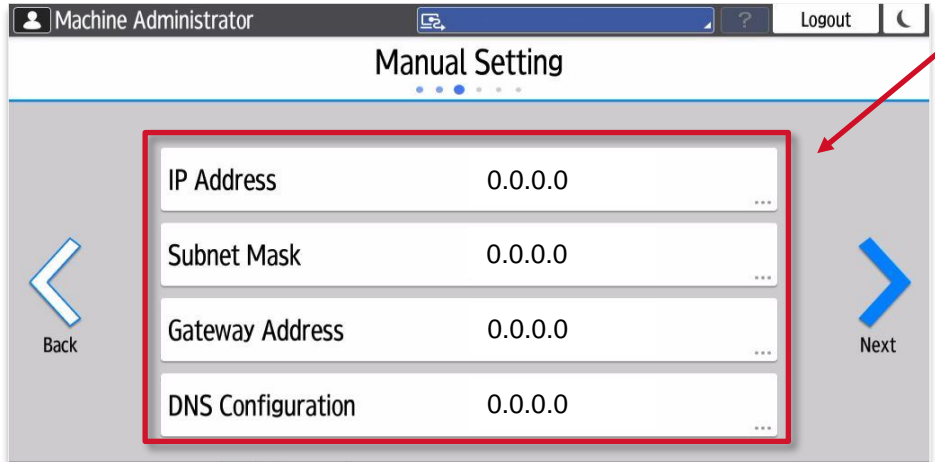 Machine Administrator ? Logout
Manual Setting
IP Address 0.0.0.0 ...
Subnet Mask 0.0.0.0 ...
Gateway Address 0.0.0.0 ...
DNS Configuration 0.0.0.0 ...
Back
Next